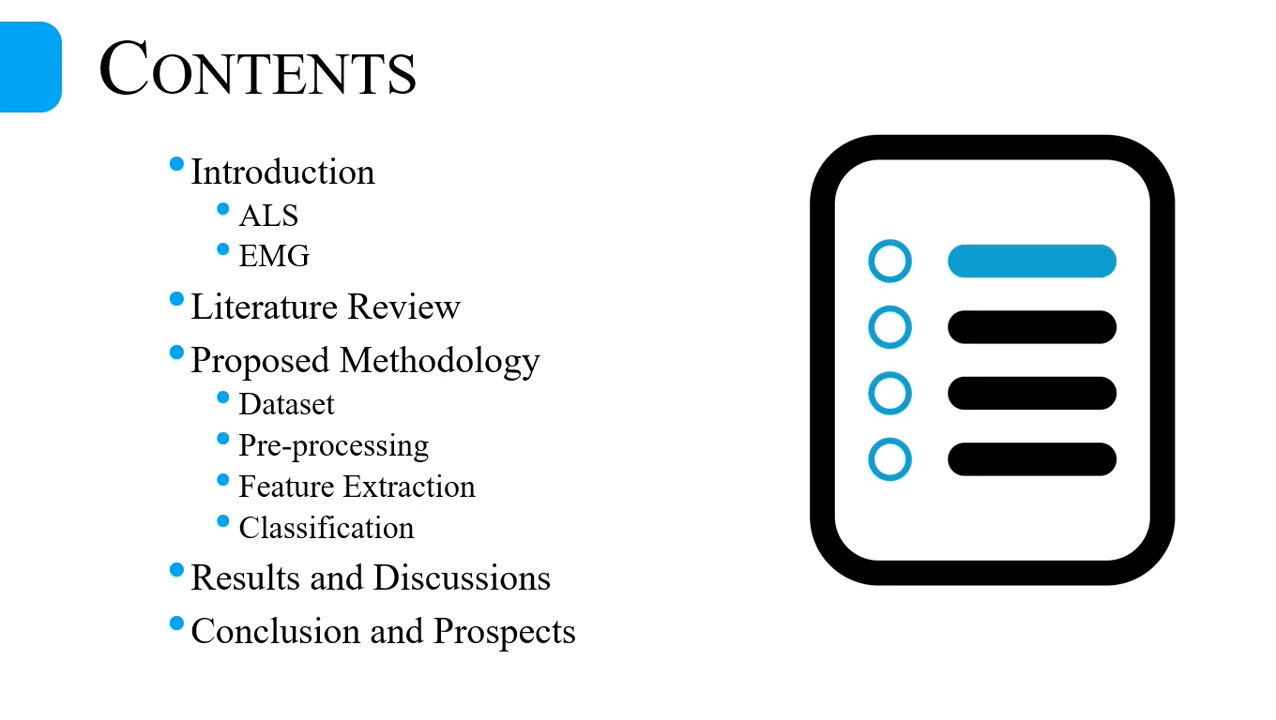 CONTENTS
Introduction
ALS
EMG
Literature Review
Proposed Methodology
Dataset
Pre-processing
Feature Extraction
Classification
Results and Discussions
Conclusion and Prospects